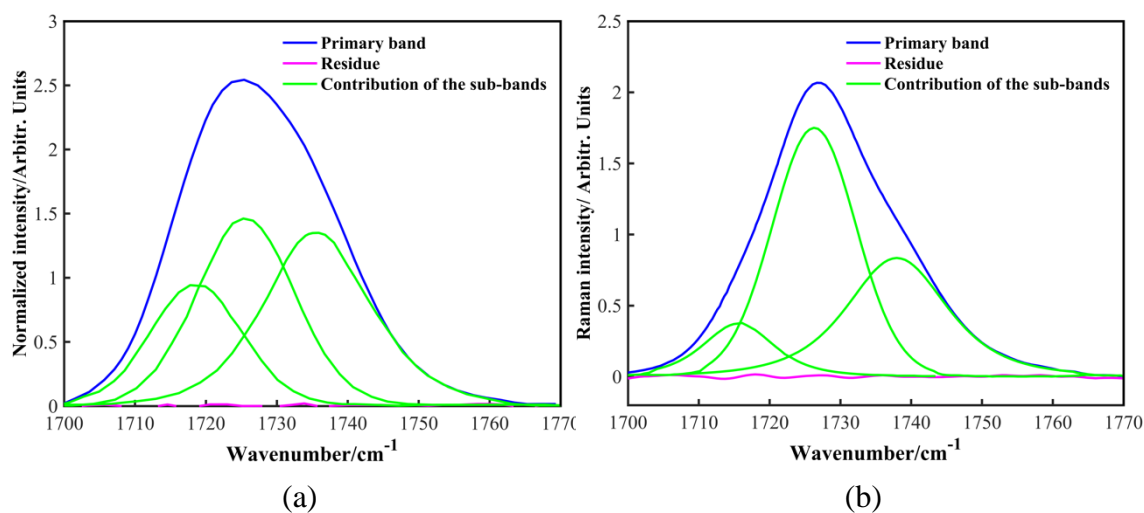 3
2.5
2
1.5
1
0.5
0
Normalized intensity/Arbitr. Units
Primary band
Residue
Contribution of the sub-bands
1700 1710 1720 1730 1740 1750 1760 1770
Wavenumber/cm-1
(a)
2.5
2
1.5
1
0.5
0
Raman intensity/ Arbitr. Units
Primary band
Residue
Contribution of the sub-bands
1700 1710 1720 1730 1740 1750 1760 1770
Wavenumber/cm-1
(b)